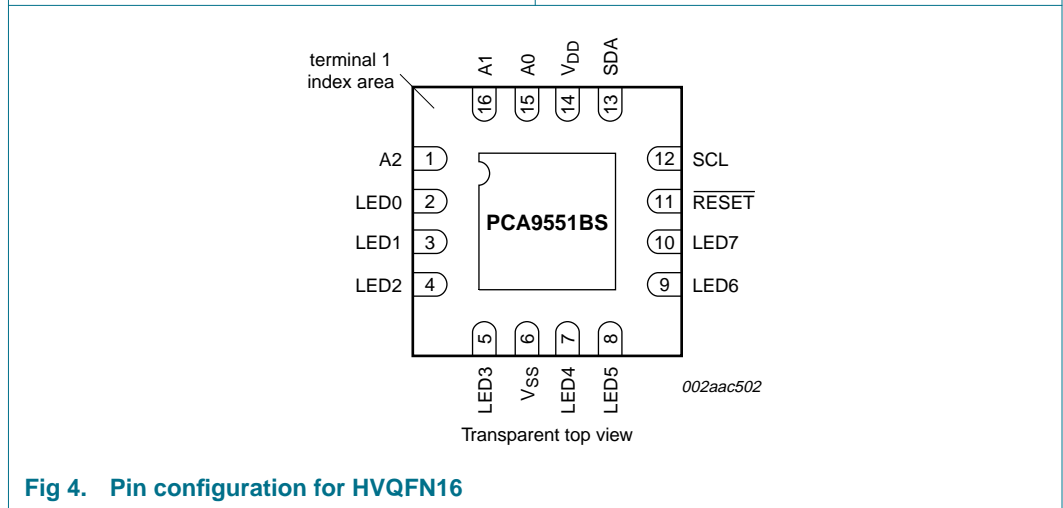 terminal 1
index area
A1
A0
VDD
SDA
16
15
14
13
A2
1
12
SCL
LED0
2
11
RESET
LED1
3
PCA9551BS
10
LED7
LED2
4
9
LED6
5
6
7
8
LED3
VSS
LED4
LED5
002aac502
Transparent top view
Fig 4. Pin configuration for HVQFN16